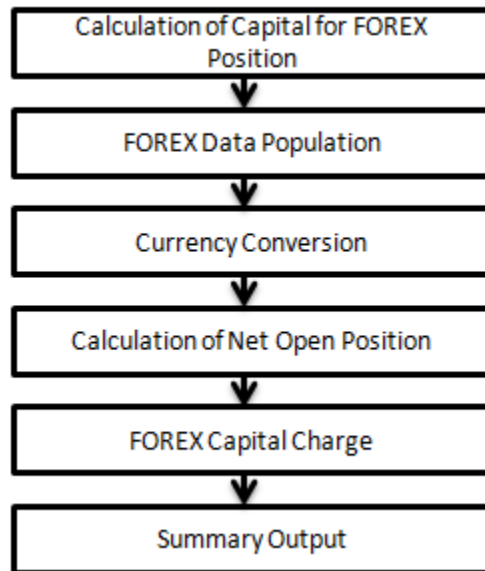 Calculation of Capital for FOREX
Position
FOREX Data Population
Currency Conversion
Calculation of Net Open Position
FOREX Capital Charge
Summary Output